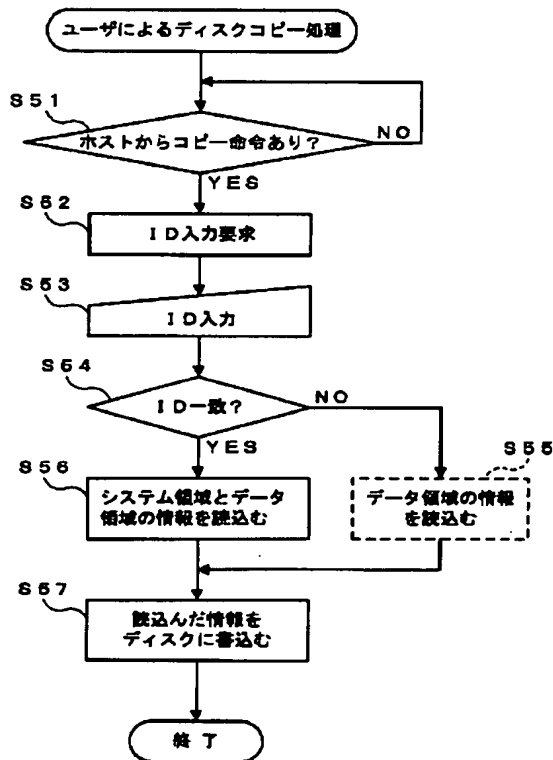 ユーザによるディスクコピー処理
S51
ホストからコピー命令あり？
NO
YES
S52
ID入力要求
S53
ID入力
S54
ID一致？
NO
YES
S55
S56
システム領域とデータ
領域の情報を読込む
データ領域の情報
を読込む
S57
読込んだ情報を
ディスクに書込む
終了